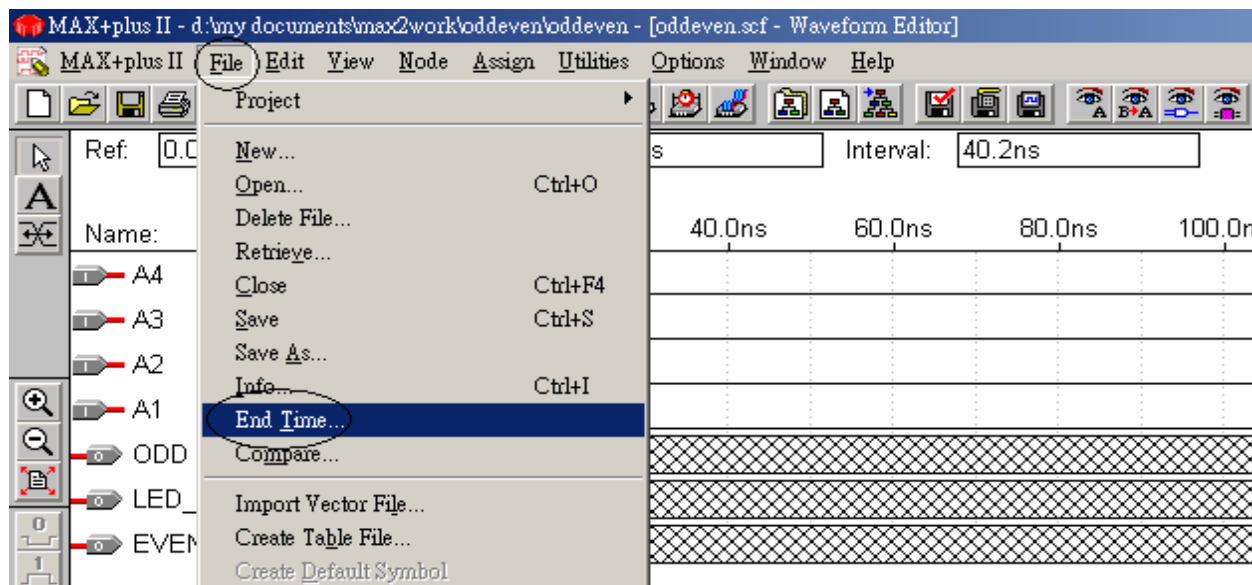 MAX+plus II - d:\my documents\max2work\oddeven\oddeven - [oddeven.scf - Waveform Editor]
MAX+plus II File Edit View Node Assign Utilities Options Window Help
Project
Ref: Interval: 40.2ns
New...
Open... Ctrl+O
Delete File...
Name: 40.0ns 60.0ns 80.0ns
Retrieve...
A4
Close Ctrl+F4
A3
Save Ctrl+S
Save As...
A2
Info... Ctrl+I
A1
End Time...
ODD
Compare...
LED_
Import Vector File...
Create Table File...
Create Default Symbol